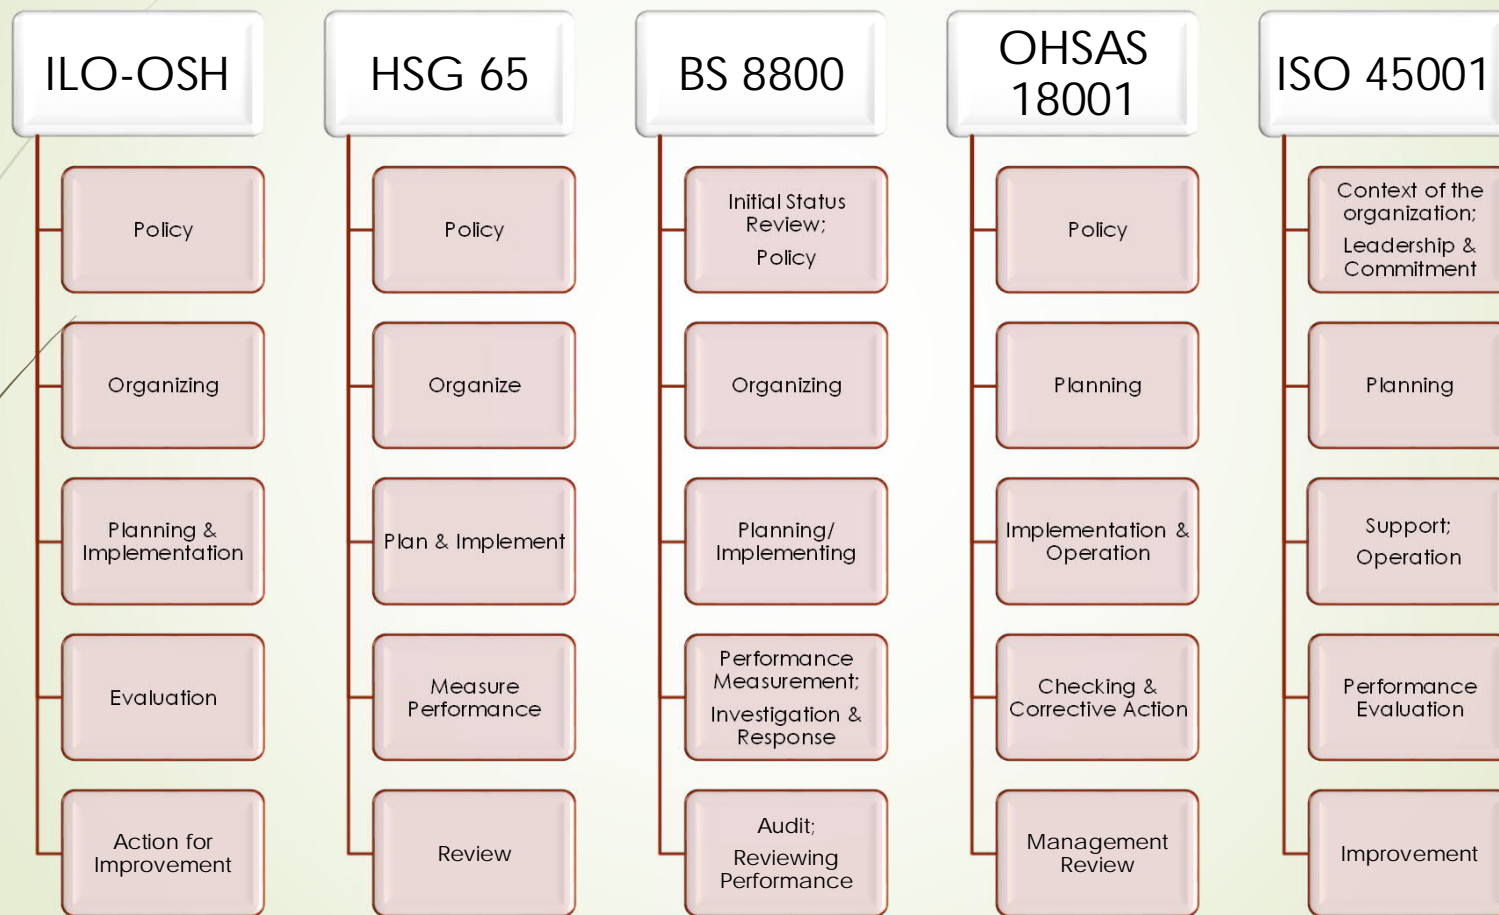 ILO-OSH
Policy
Organizing
Planning &
Implementation
Evaluation
Action for
Improvement
HSG 65
Policy
Organize
Plan & Implement
Measure
Performance
Review
BS 8800
Initial Status
Review;
Policy
Organizing
Planning/
Implementing
Performance
Measurement;
Investigation &
Response
Audit;
Reviewing
Performance
OHSAS
18001
Policy
Planning
Implementation &
Operation
Checking &
Corrective Action
Management
Review
ISO 45001
Context of the
organization;
Leadership &
Commitment
Planning
Support;
Operation
Performance
Evaluation
Improvement